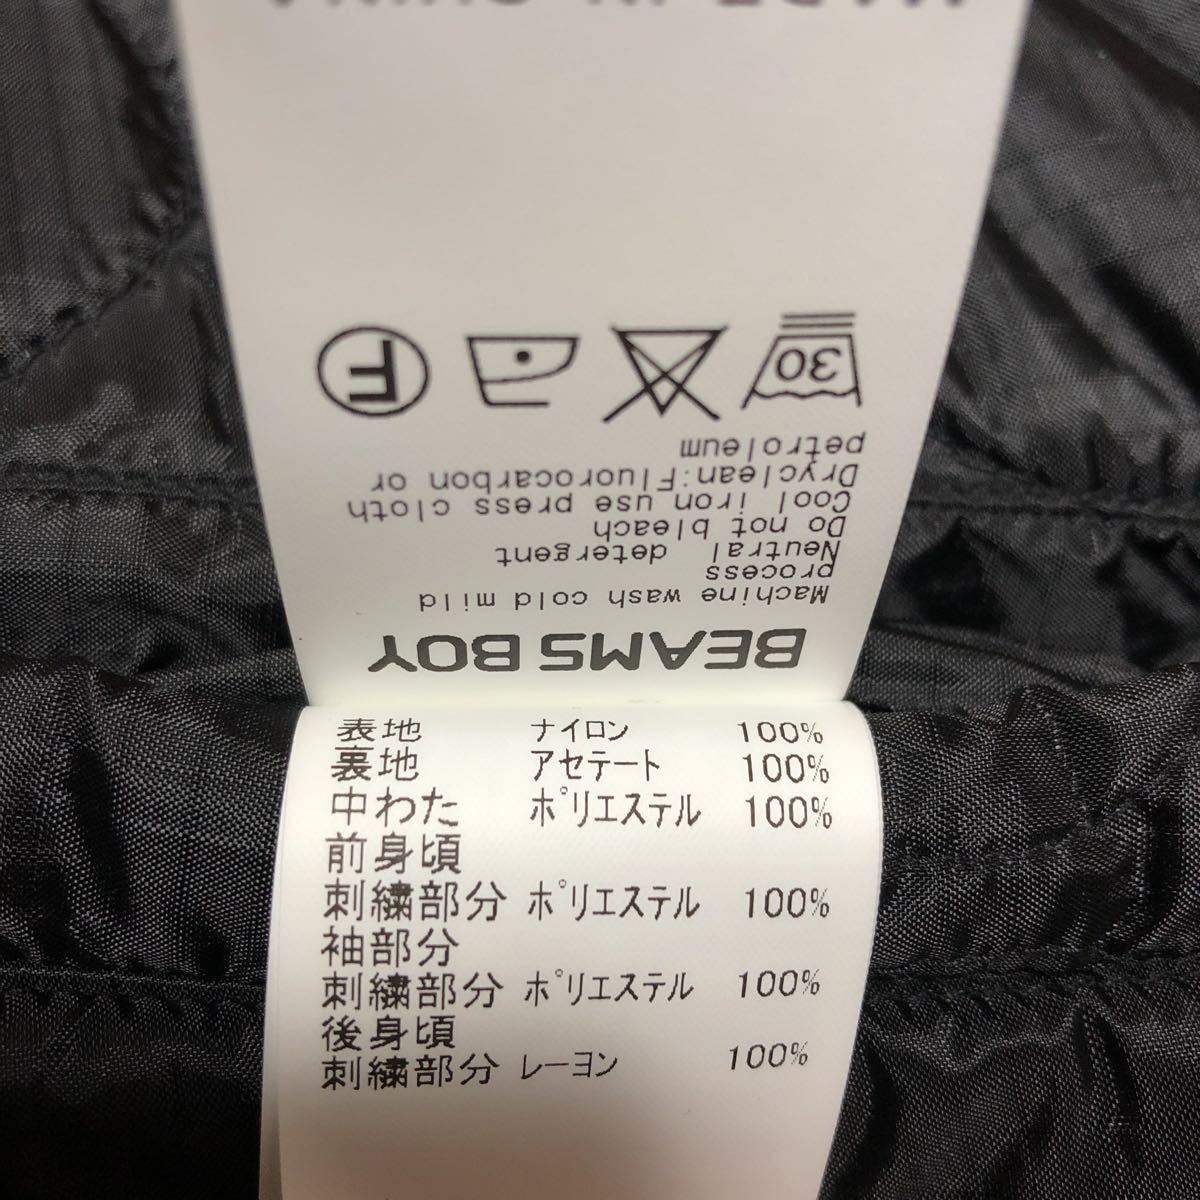 BEAMS BOY
Machine wash cold mild
process
Neutral detergent
Do not bleach
Cool iron use press cloth
Dryclean:Fluorocarbon or
petroleum
30 F
MADE IN CHINA
表地 ナイロン 100%
裏地 アセテート 100%
中わた ポリエステル 100%
前身頃
刺繍部分 ポリエステル 100%
袖部分
刺繍部分 ポリエステル 100%
後身頃
刺繍部分 レーヨン 100%